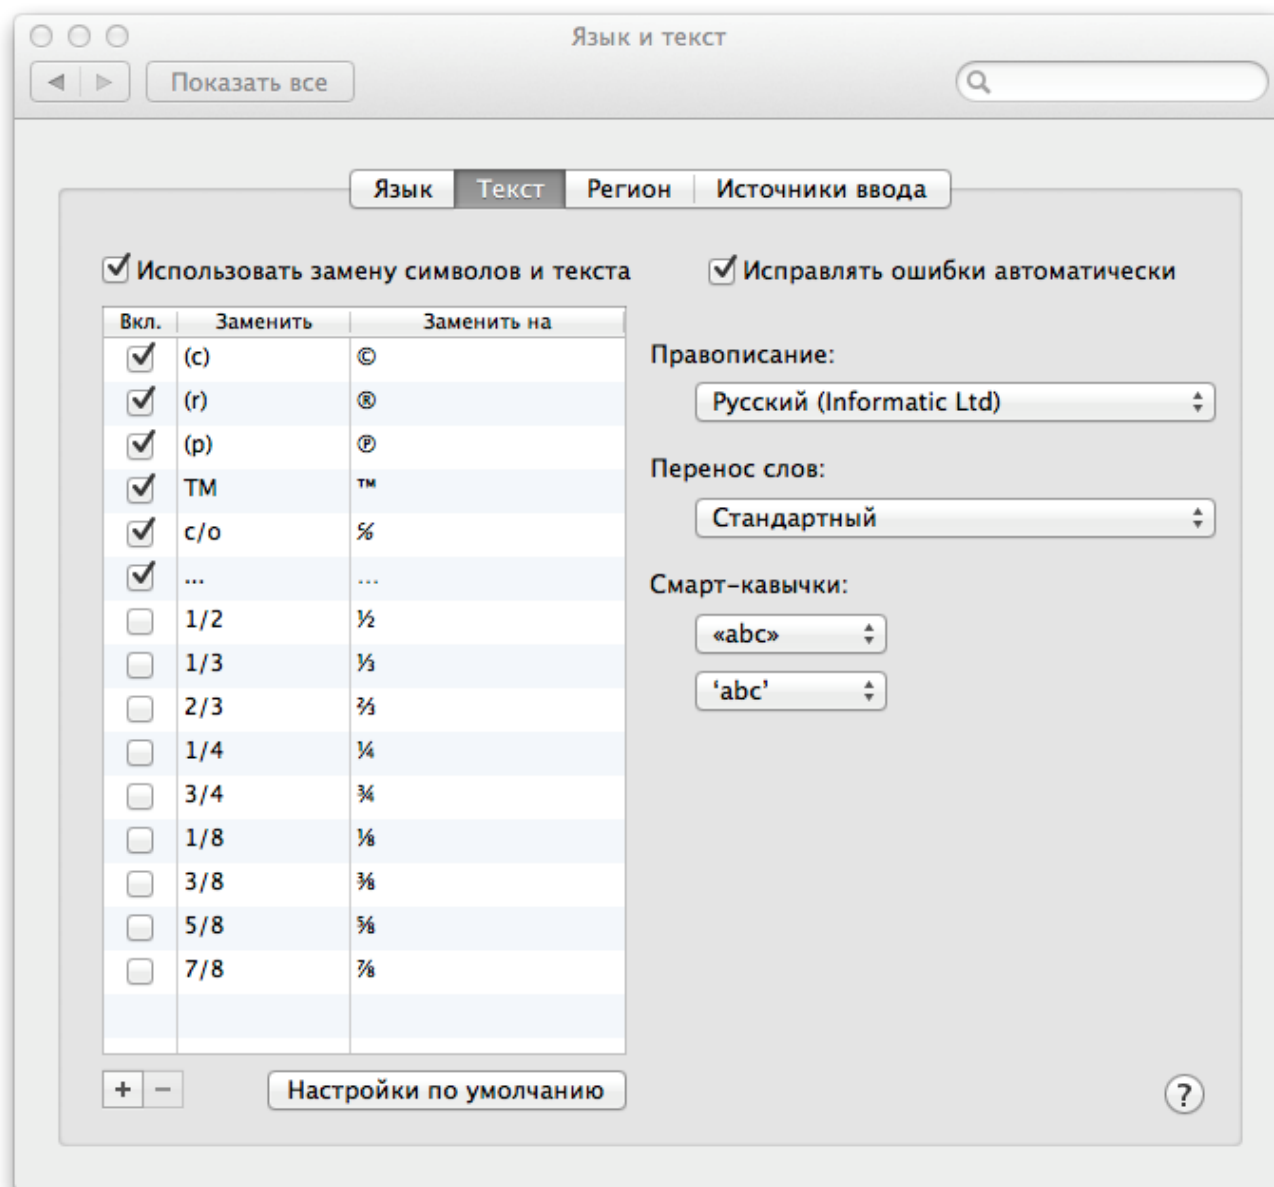 Язык и текст
Показать все
Язык Текст Регион Источники ввода
Использовать замену символов и текста
Исправлять ошибки автоматически
Вкл. Заменить Заменить на
(c) ©
(r) ®
(p) ℗
TM ™
c/o ℅
... …
1/2 ½
1/3 ⅓
2/3 ⅔
1/4 ¼
3/4 ¾
1/8 ⅛
3/8 ⅜
5/8 ⅝
7/8 ⅞
+ −
Настройки по умолчанию
Правописание:
Русский (Informatic Ltd)
Перенос слов:
Стандартный
Смарт-кавычки:
«abc»
‘abc’
?